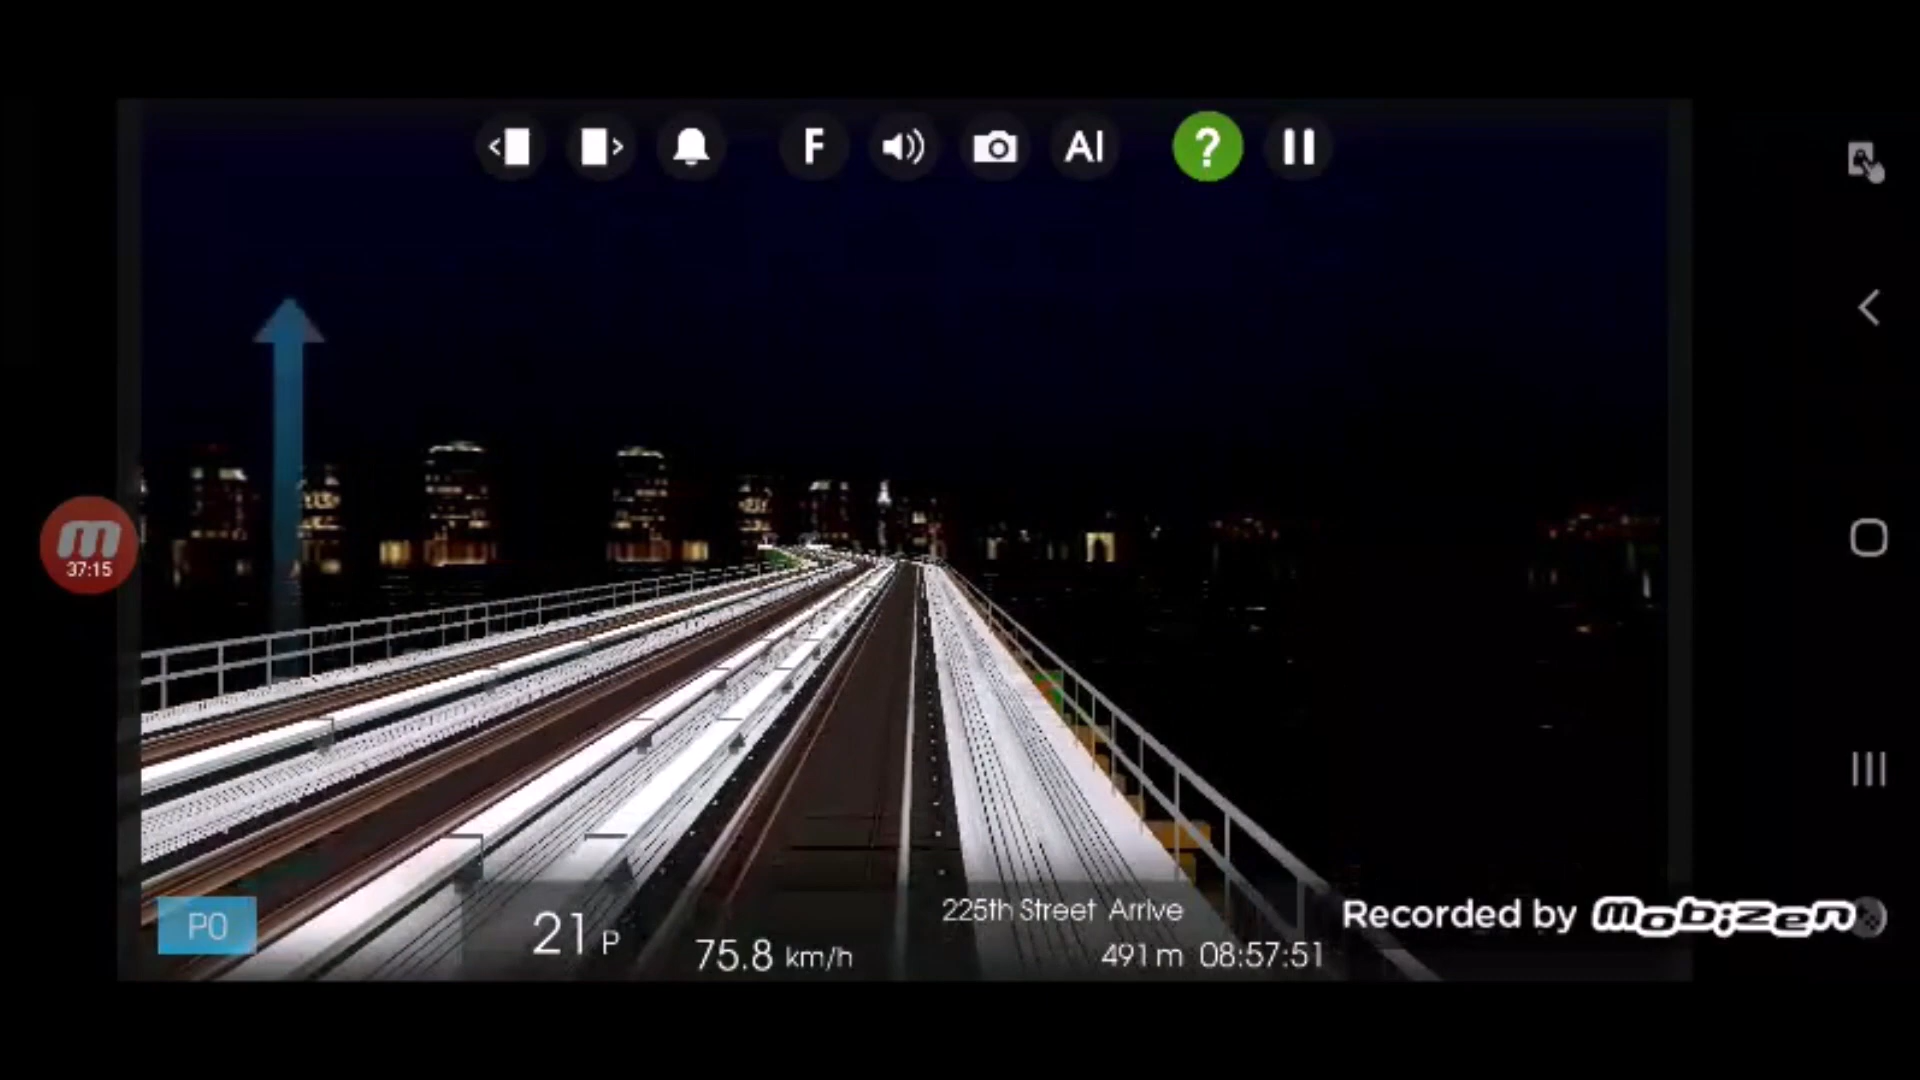 F
AI
?
m
37:15
P0
21 P
75.8 km/h
225th Street Arrive
491 m 08:57:51
Recorded by mobizen